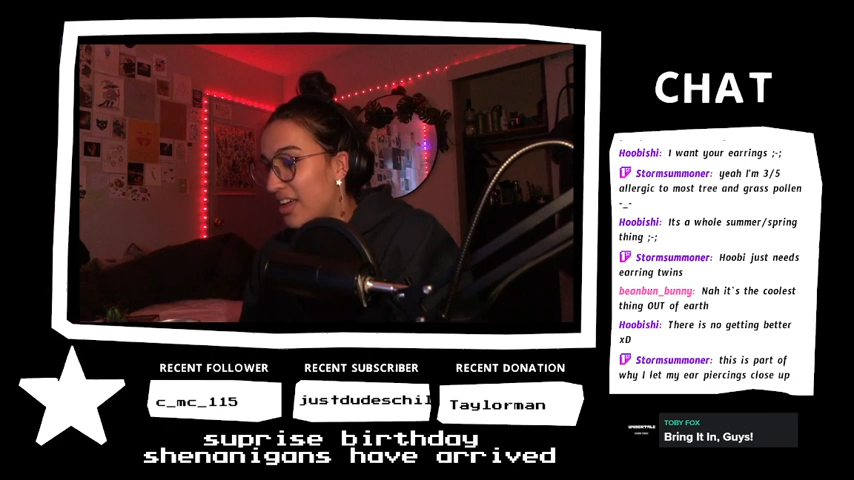 CHAT
Hoobishi: I want your earrings ;-;
Stormsummoner: yeah I'm 3/5
allergic to most tree and grass pollen
-_-
Hoobishi: Its a whole summer/spring
thing ;-;
Stormsummoner: Hoobi just needs
earring twins
beanbun_bunny: Nah it`s the coolest
thing OUT of earth
Hoobishi: There is no getting better
xD
Stormsummoner: this is part of
why I let my ear piercings close up
RECENT FOLLOWER
c_mc_115
RECENT SUBSCRIBER
justdudeschil
RECENT DONATION
Taylorman
suprise birthday
shenanigans have arrived
UNDERTALE
TOBY FOX
Bring It In, Guys!